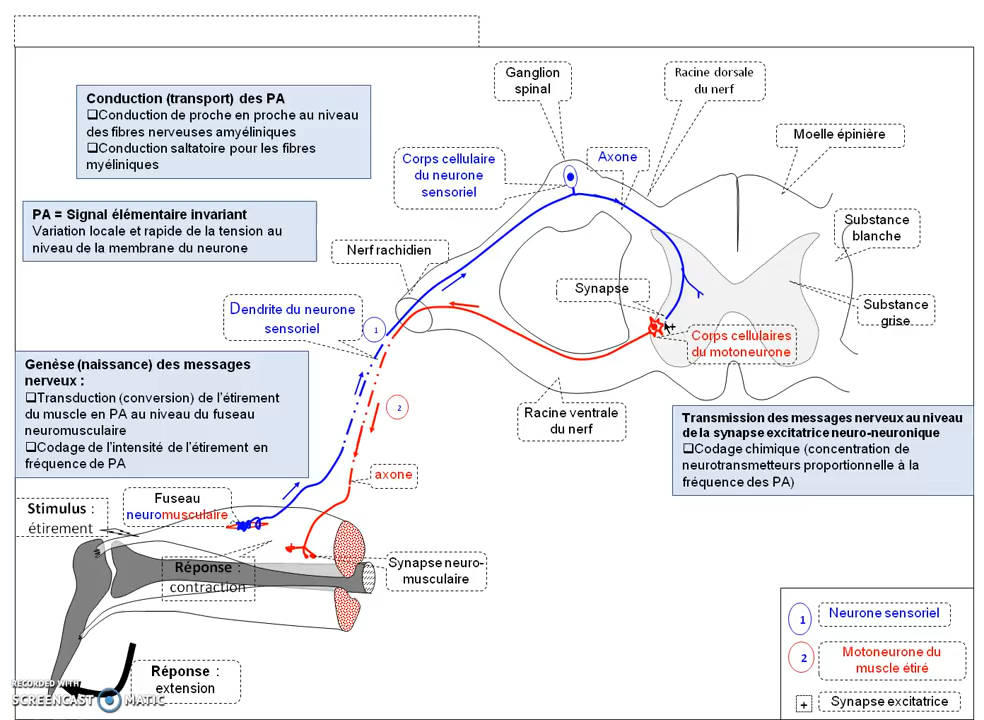 Conduction (transport) des PA
❑Conduction de proche en proche au niveau
des fibres nerveuses amyéliniques
❑Conduction saltatoire pour les fibres
myéliniques
PA = Signal élémentaire invariant
Variation locale et rapide de la tension au
niveau de la membrane du neurone
Ganglion
spinal
Racine dorsale
du nerf
Moelle épinière
Corps cellulaire
du neurone
sensoriel
Axone
Substance
blanche
Nerf rachidien
Synapse
Substance
grise
Dendrite du neurone
sensoriel
1
+
Corps cellulaires
du motoneurone
Genèse (naissance) des messages
nerveux :
❑Transduction (conversion) de l'étirement
du muscle en PA au niveau du fuseau
neuromusculaire
❑Codage de l'intensité de l'étirement en
fréquence de PA
2
Racine ventrale
du nerf
Transmission des messages nerveux au niveau
de la synapse excitatrice neuro-neuronique
❑Codage chimique (concentration de
neurotransmetteurs proportionnelle à la
fréquence des PA)
axone
Stimulus :
étirement
Fuseau
neuromusculaire
Réponse :
contraction
Synapse neuro-
musculaire
Réponse :
extension
1 Neurone sensoriel
2 Motoneurone du
muscle étiré
+ Synapse excitatrice
RECORDED WITH
SCREENCAST MATIC